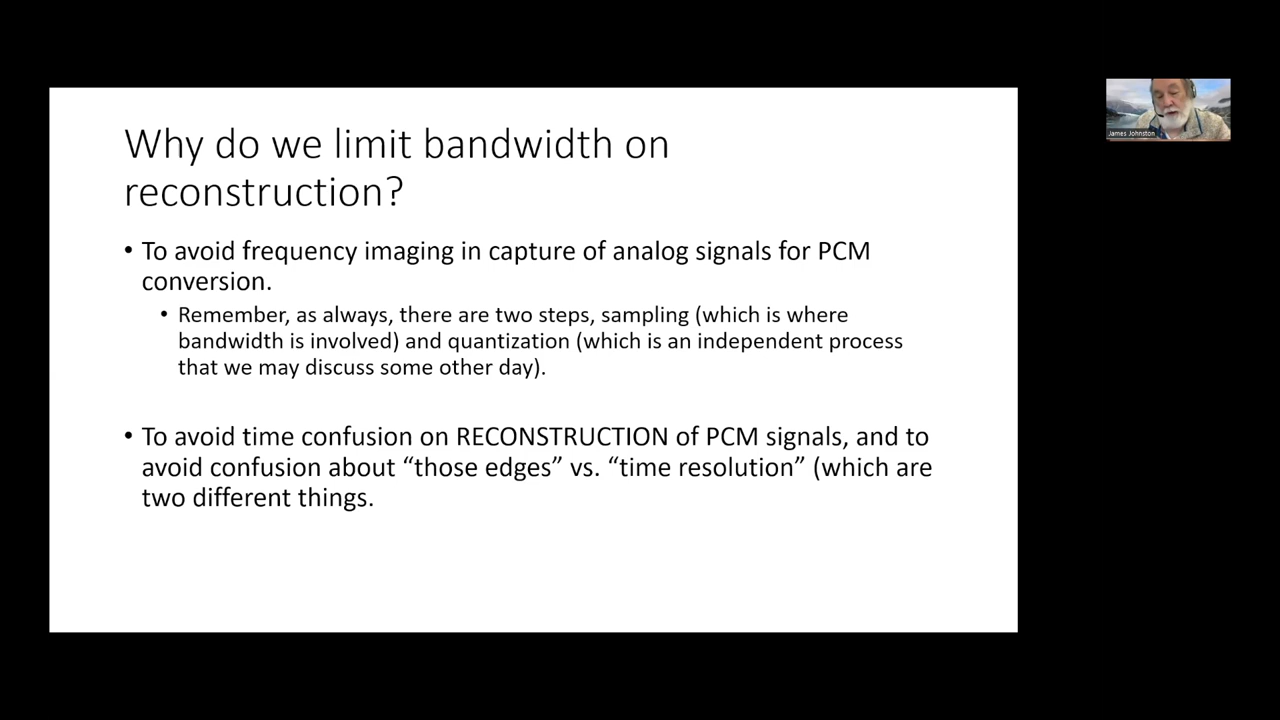 Why do we limit bandwidth on
reconstruction?
• To avoid frequency imaging in capture of analog signals for PCM
conversion.
• Remember, as always, there are two steps, sampling (which is where
bandwidth is involved) and quantization (which is an independent process
that we may discuss some other day).
• To avoid time confusion on RECONSTRUCTION of PCM signals, and to
avoid confusion about “those edges” vs. “time resolution” (which are
two different things.
James Johnston